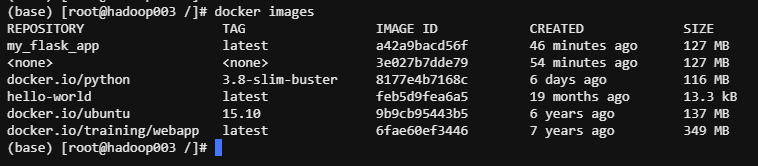 (base) [root@hadoop003 /]# docker images
REPOSITORY TAG IMAGE ID CREATED SIZE
my_flask_app latest a42a9bacd56f 46 minutes ago 127 MB
<none> <none> 3e027b7dde79 54 minutes ago 127 MB
docker.io/python 3.8-slim-buster 8177e4b7168c 6 days ago 116 MB
hello-world latest feb5d9fea6a5 19 months ago 13.3 kB
docker.io/ubuntu 15.10 9b9cb95443b5 6 years ago 137 MB
docker.io/training/webapp latest 6fae60ef3446 7 years ago 349 MB
(base) [root@hadoop003 /]#